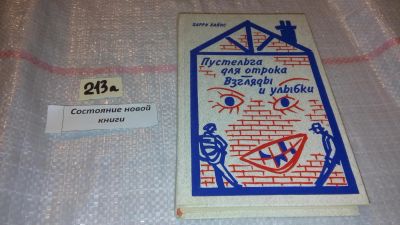 213а
Состояние новой
книги
БАРРИ ХАЙНС
Пустельга
для отрока
Взгляды
и улыбки